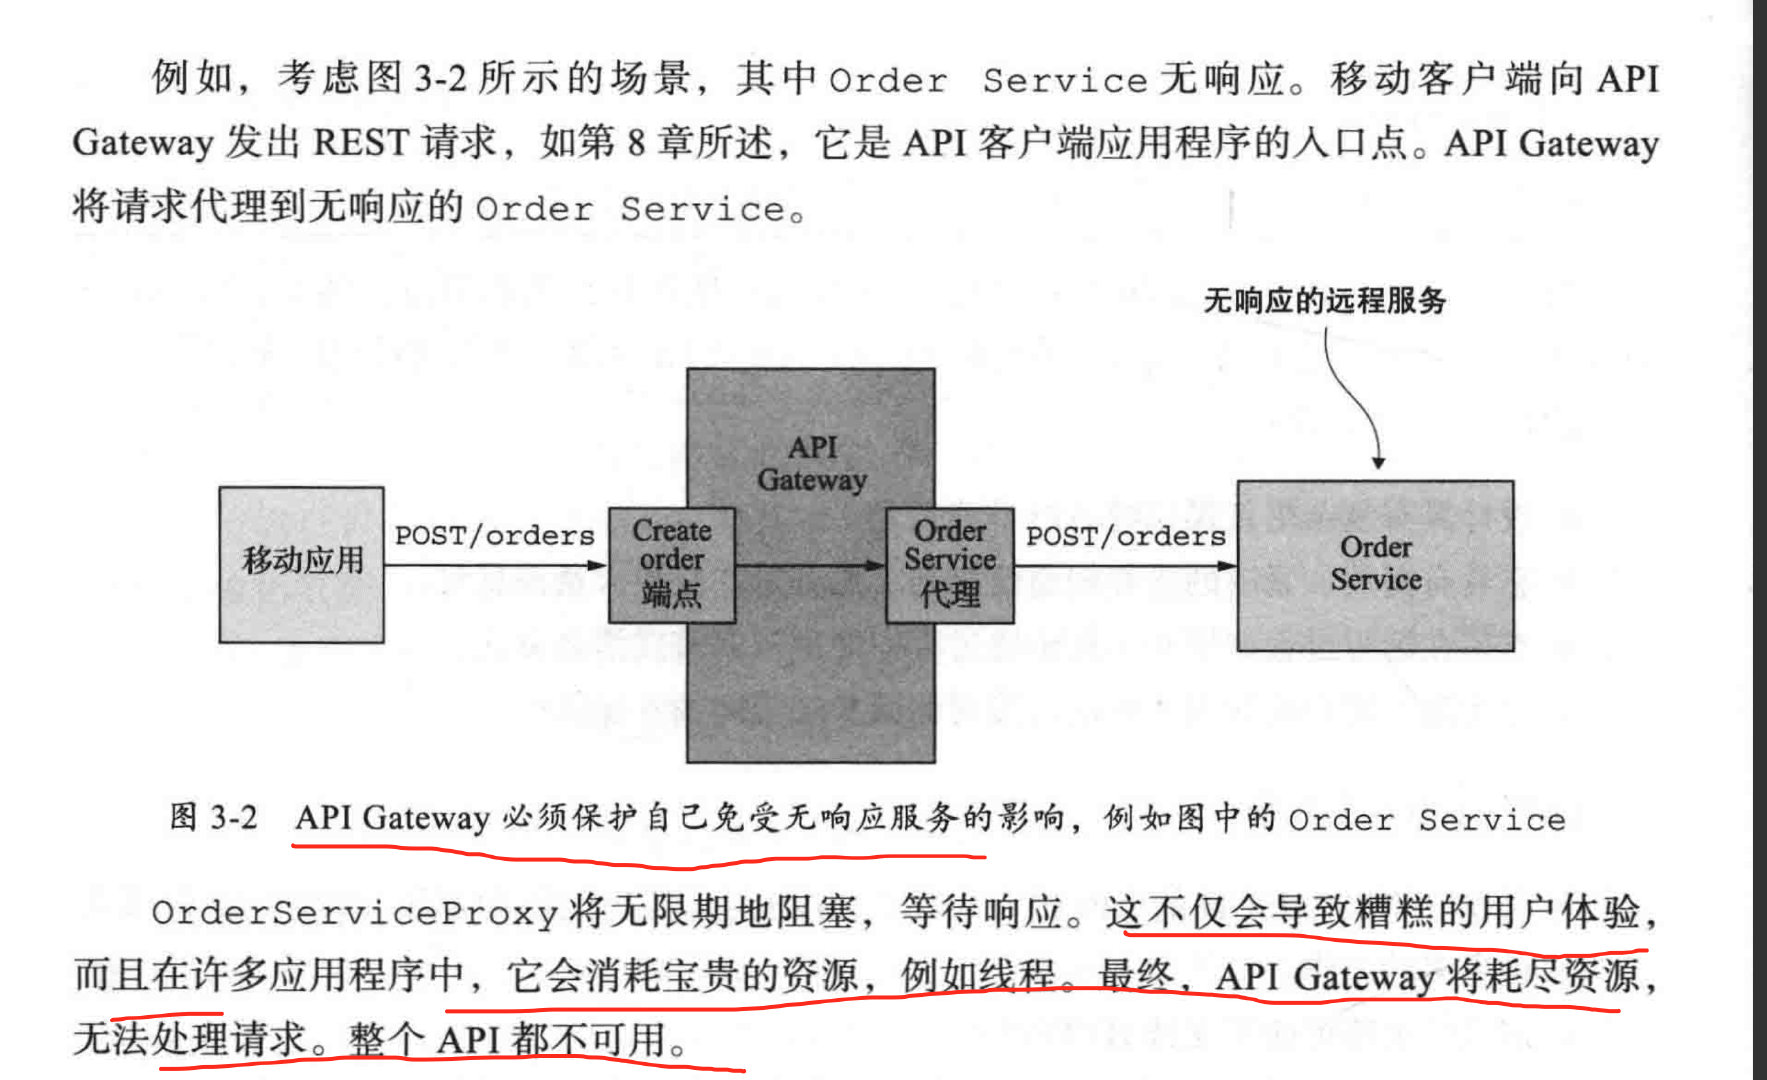 例如，考虑图 3-2 所示的场景，其中 Order Service 无响应。移动客户端向 API
Gateway 发出 REST 请求，如第 8 章所述，它是 API 客户端应用程序的入口点。API Gateway
将请求代理到无响应的 Order Service。
无响应的远程服务
API
Gateway
移动应用
POST/orders
Create
order
端点
Order
Service
代理
POST/orders
Order
Service
图 3-2 API Gateway 必须保护自己免受无响应服务的影响，例如图中的 Order Service
OrderServiceProxy 将无限期地阻塞，等待响应。这不仅会导致糟糕的用户体验，
而且在许多应用程序中，它会消耗宝贵的资源，例如线程。最终，API Gateway 将耗尽资源，
无法处理请求。整个 API 都不可用。